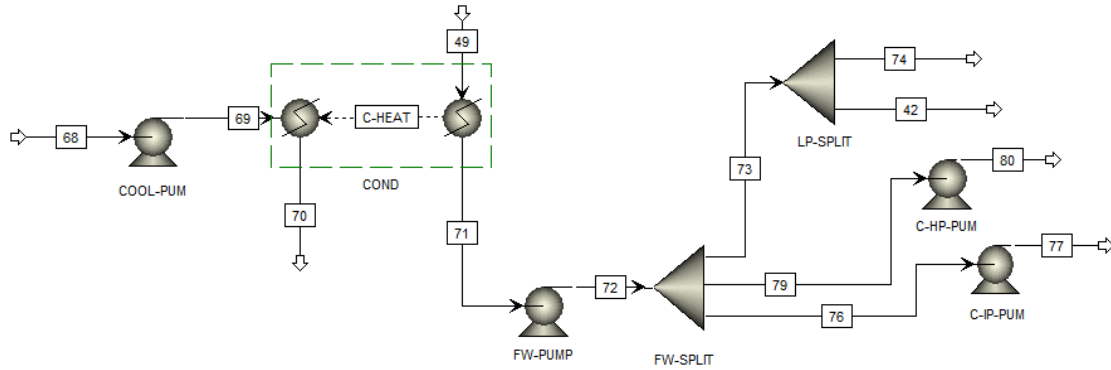 49
74
C-HEAT
69
68
42
LP-SPLIT
COND
COOL-PUM
73
80
70
71
C-HP-PUM
77
72
79
76
C-IP-PUM
FW-PUMP
FW-SPLIT